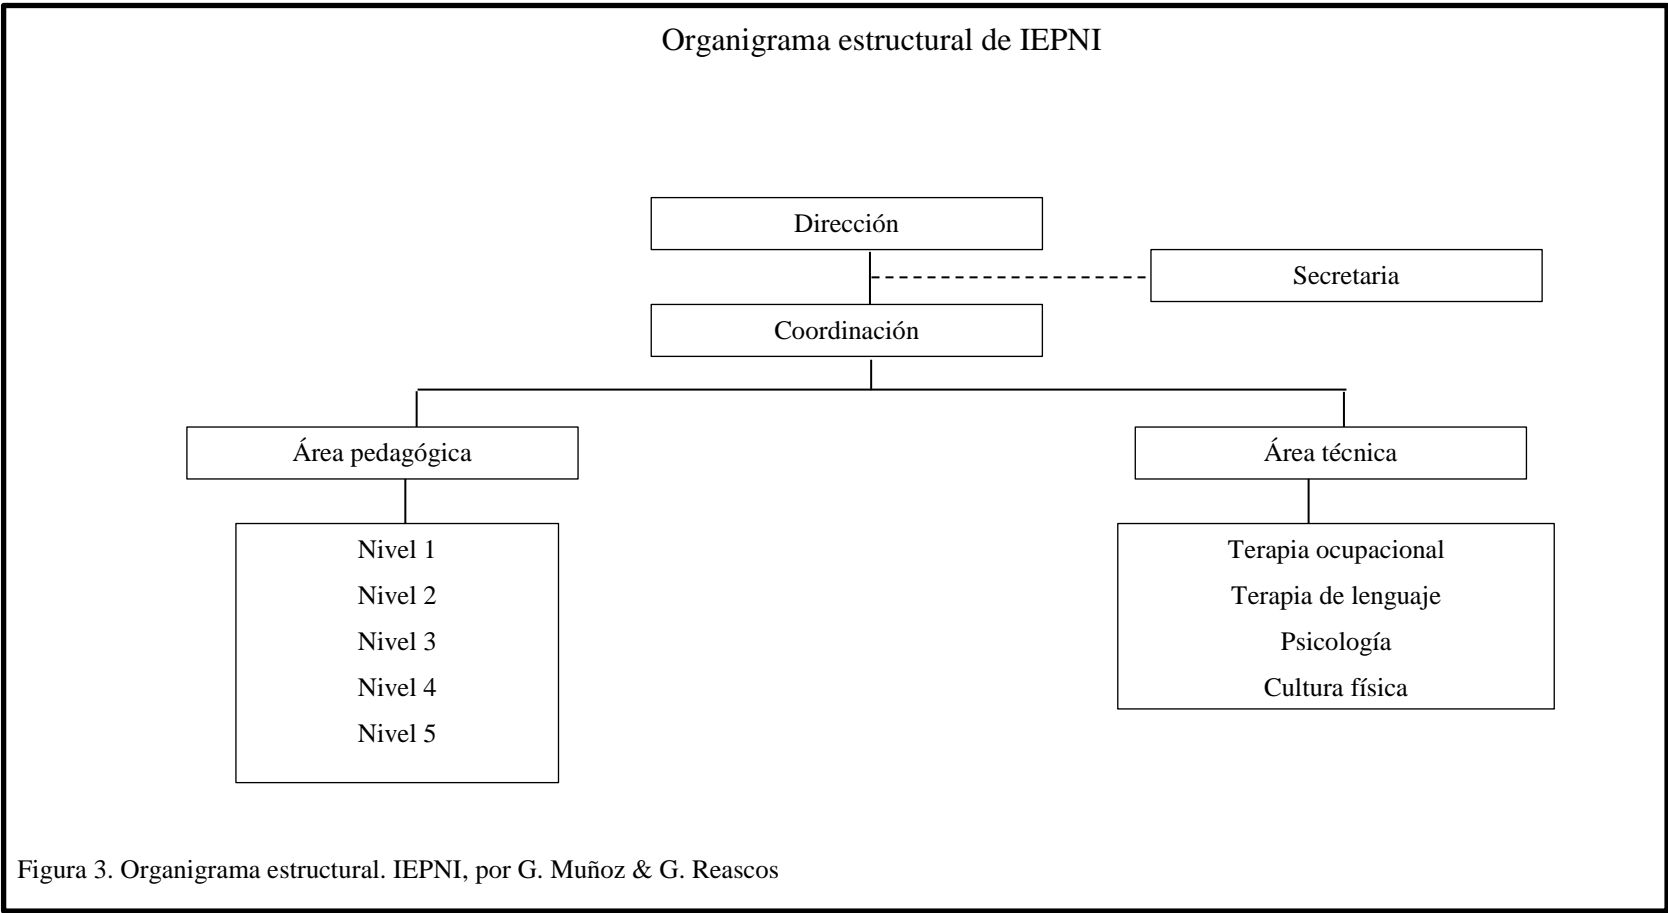 Organigrama estructural de IEPNI
Dirección
Secretaria
Coordinación
Área pedagógica
Área técnica
Nivel 1
Nivel 2
Nivel 3
Nivel 4
Nivel 5
Terapia ocupacional
Terapia de lenguaje
Psicología
Cultura física
Figura 3. Organigrama estructural. IEPNI, por G. Muñoz & G. Reascos